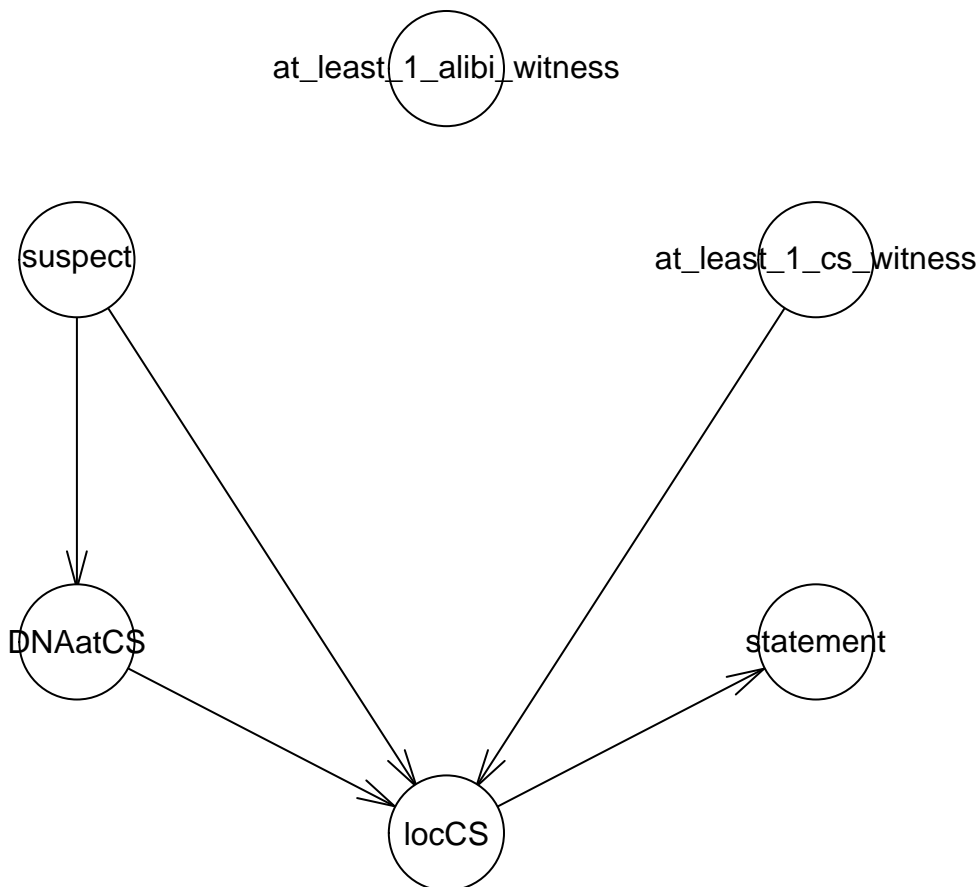 at_least_1_alibi_witness
suspect
at_least_1_cs_witness
DNAatCS
statement
locCS